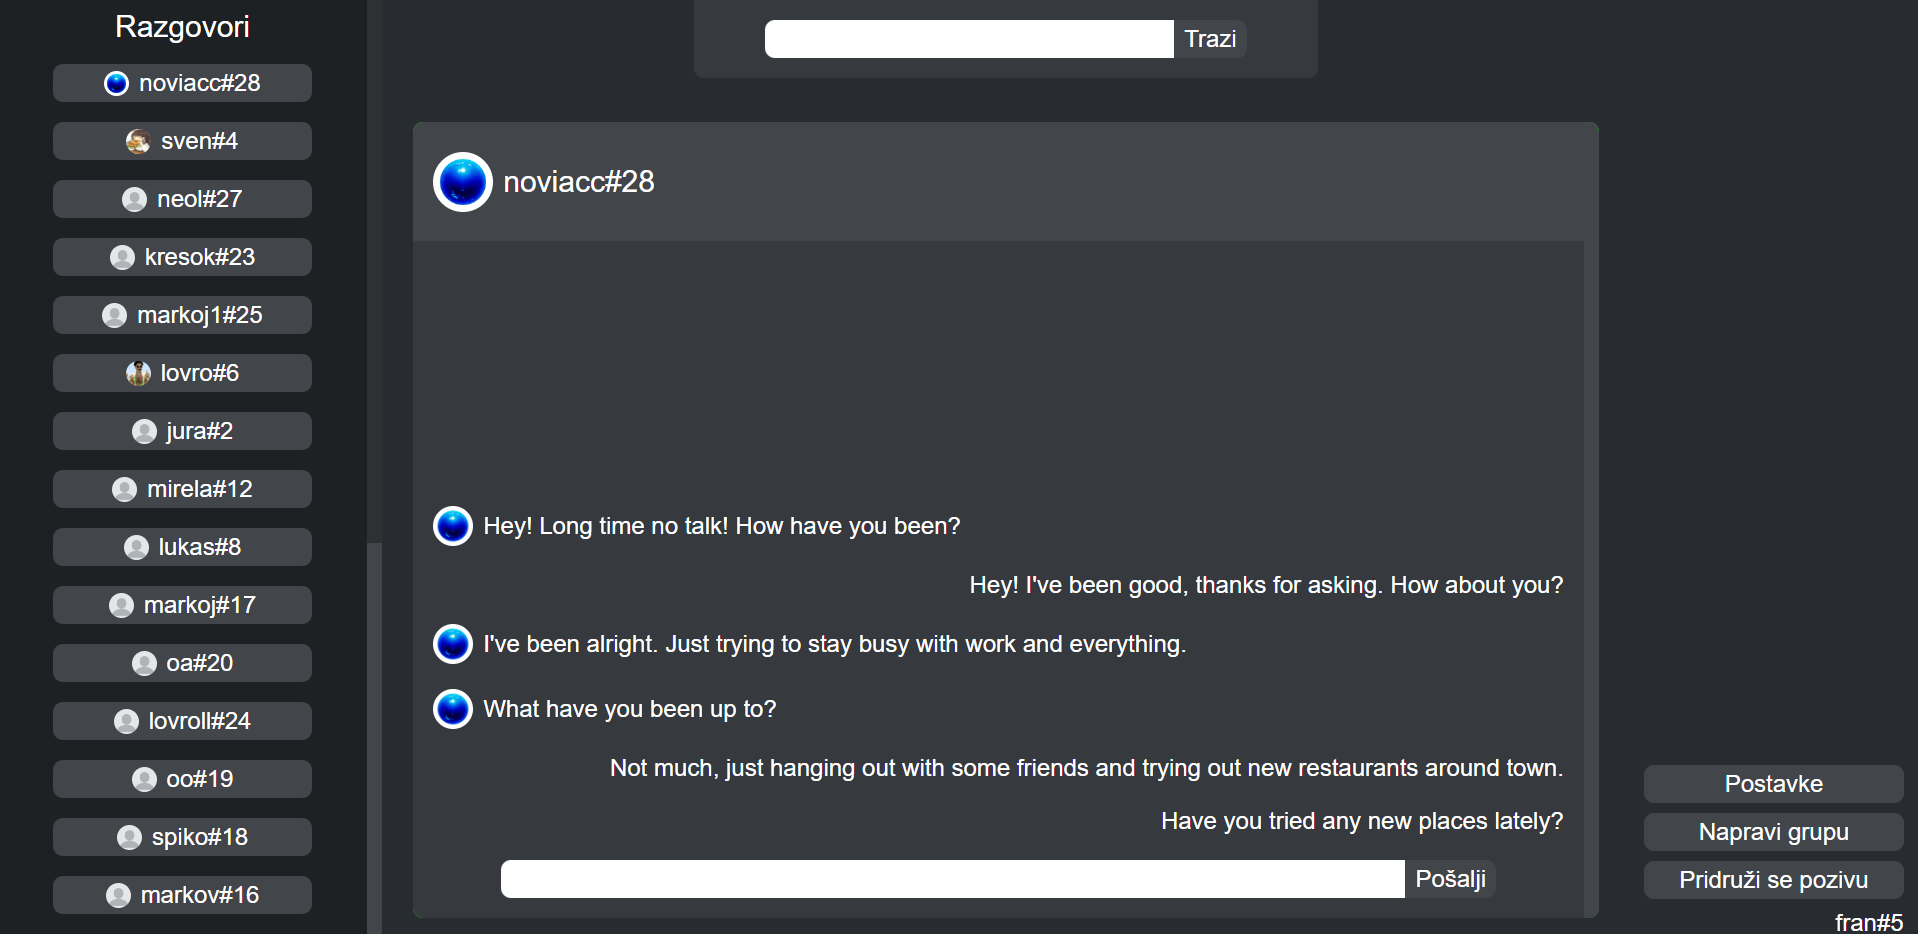 Razgovori
noviacc#28
sven#4
neol#27
kresok#23
markoj1#25
lovro#6
jura#2
mirela#12
lukas#8
markoj#17
oa#20
lovroll#24
oo#19
spiko#18
markov#16
Trazi
noviacc#28
Hey! Long time no talk! How have you been?
Hey! I've been good, thanks for asking. How about you?
I've been alright. Just trying to stay busy with work and everything.
What have you been up to?
Not much, just hanging out with some friends and trying out new restaurants around town.
Have you tried any new places lately?
Pošalji
Postavke
Napravi grupu
Pridruži se pozivu
fran#5